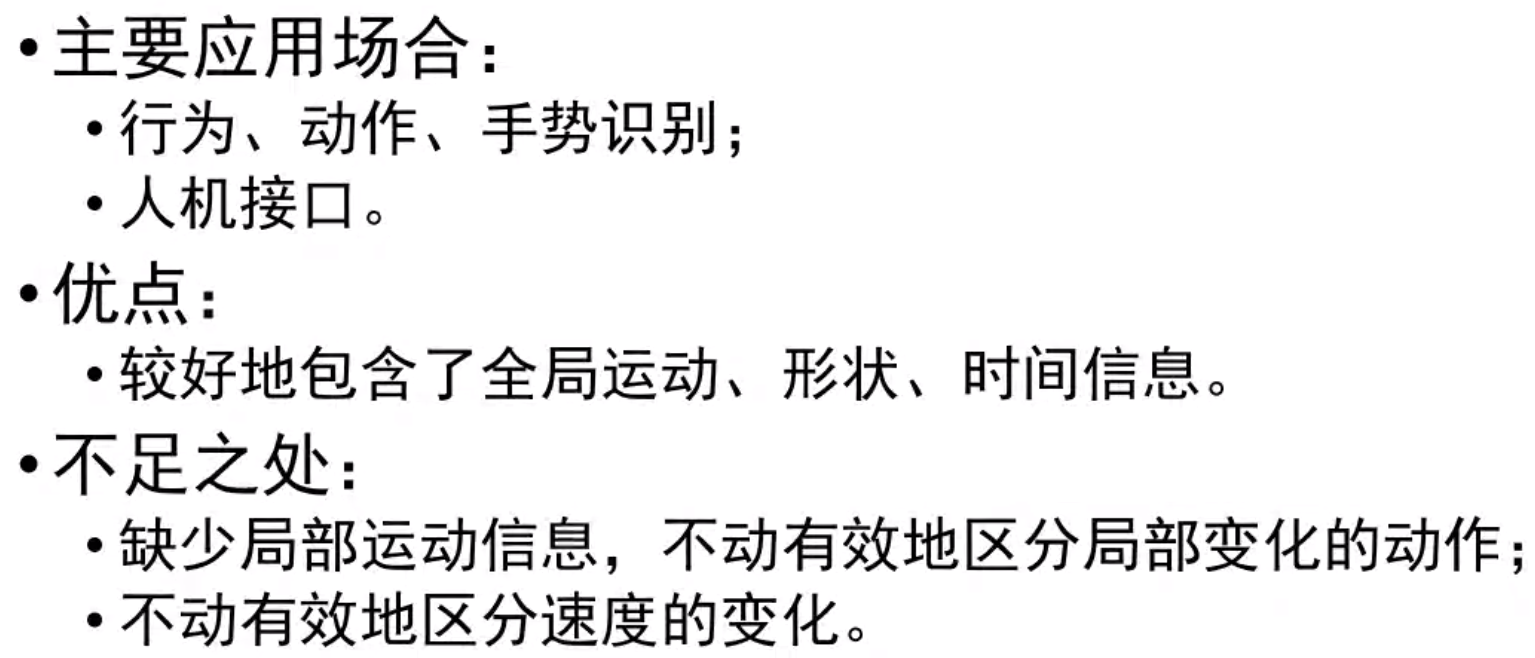 •主要应用场合：
•行为、动作、手势识别；
•人机接口。
•优点：
•较好地包含了全局运动、形状、时间信息。
•不足之处：
•缺少局部运动信息，不动有效地区分局部变化的动作；
•不动有效地区分速度的变化。